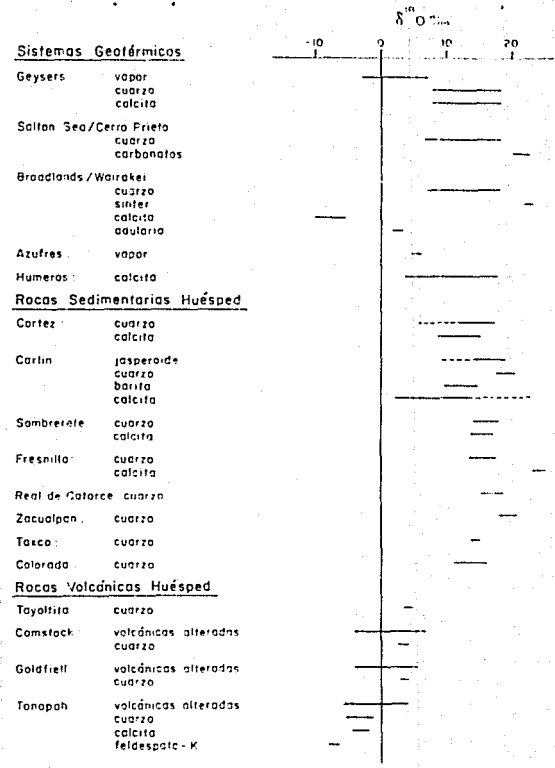 δ18O ‰
-10 0 10 20
Sistemas Geotérmicos
Geysers vapor
cuarzo
calcita
Salton Sea/Cerro Prieto
cuarzo
carbonatos
Broadlands/Wairakei
cuarzo
sinter
calcita
adularia
Azufres: vapor
Humeros: calcita
Rocas Sedimentarias Huésped
Cortez: cuarzo
calcita
Carlin jasperoide
cuarzo
barita
calcita
Sombrerete cuarzo
calcita
Fresnillo: cuarzo
calcita
Real de Catorce cuarzo
Zacualpan: cuarzo
Taxco: cuarzo
Colorada cuarzo
Rocas Volcánicas Huésped
Tayoltita cuarzo
Comstock volcánicas alteradas
cuarzo
Goldfield volcánicas alteradas
cuarzo
Tonopah volcánicas alteradas
cuarzo
calcita
feldespato-K